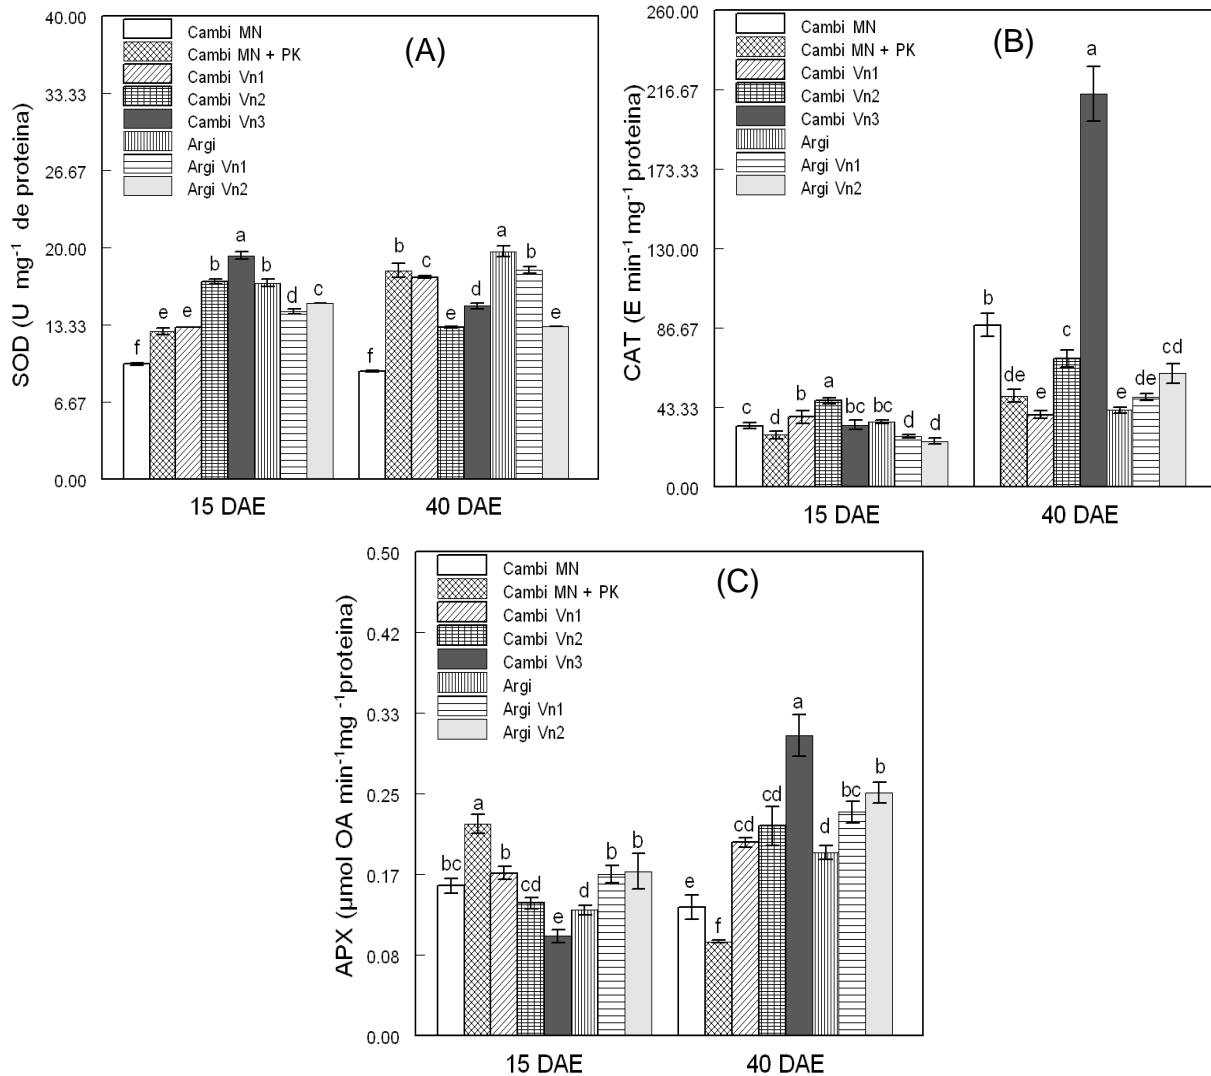 (A)
SOD (U mg⁻¹ de proteina)
40.00
33.33
26.67
20.00
13.33
6.67
0.00
Cambi MN
Cambi MN + PK
Cambi Vn1
Cambi Vn2
Cambi Vn3
Argi
Argi Vn1
Argi Vn2
f e e b a b d c
f b c e d a b e
15 DAE 40 DAE
(B)
CAT (E min⁻¹ mg⁻¹ proteina)
260.00
216.67
173.33
130.00
86.67
43.33
0.00
Cambi MN
Cambi MN + PK
Cambi Vn1
Cambi Vn2
Cambi Vn3
Argi
Argi Vn1
Argi Vn2
c d b a bc bc d d
b de e c a e de cd
15 DAE 40 DAE
(C)
APX (µmol OA min⁻¹mg ⁻¹proteina)
0.50
0.42
0.33
0.25
0.17
0.08
0.00
Cambi MN
Cambi MN + PK
Cambi Vn1
Cambi Vn2
Cambi Vn3
Argi
Argi Vn1
Argi Vn2
bc a b cd e d b b
e f cd cd a d bc b
15 DAE 40 DAE